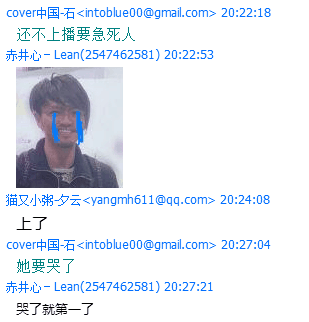 cover中国-石<intoblue00@gmail.com> 20:22:18
还不上播要急死人
赤井心－Lean(2547462581) 20:22:53
猫又小粥-夕云<yangmh611@qq.com> 20:24:08
上了
cover中国-石<intoblue00@gmail.com> 20:27:04
她要哭了
赤井心－Lean(2547462581) 20:27:21
哭了就第一了